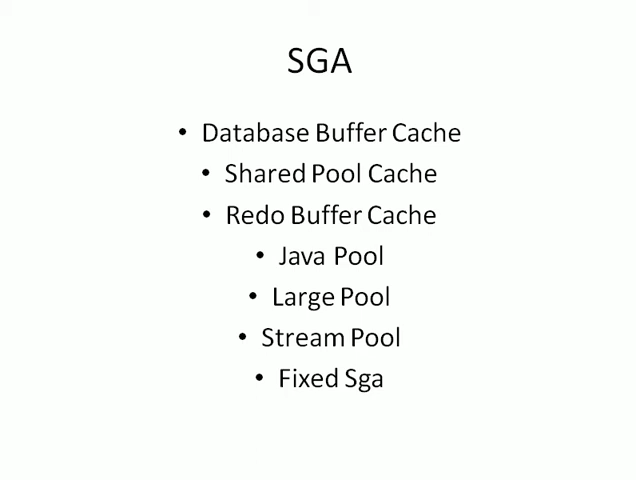 SGA
• Database Buffer Cache
• Shared Pool Cache
• Redo Buffer Cache
• Java Pool
• Large Pool
• Stream Pool
• Fixed Sga